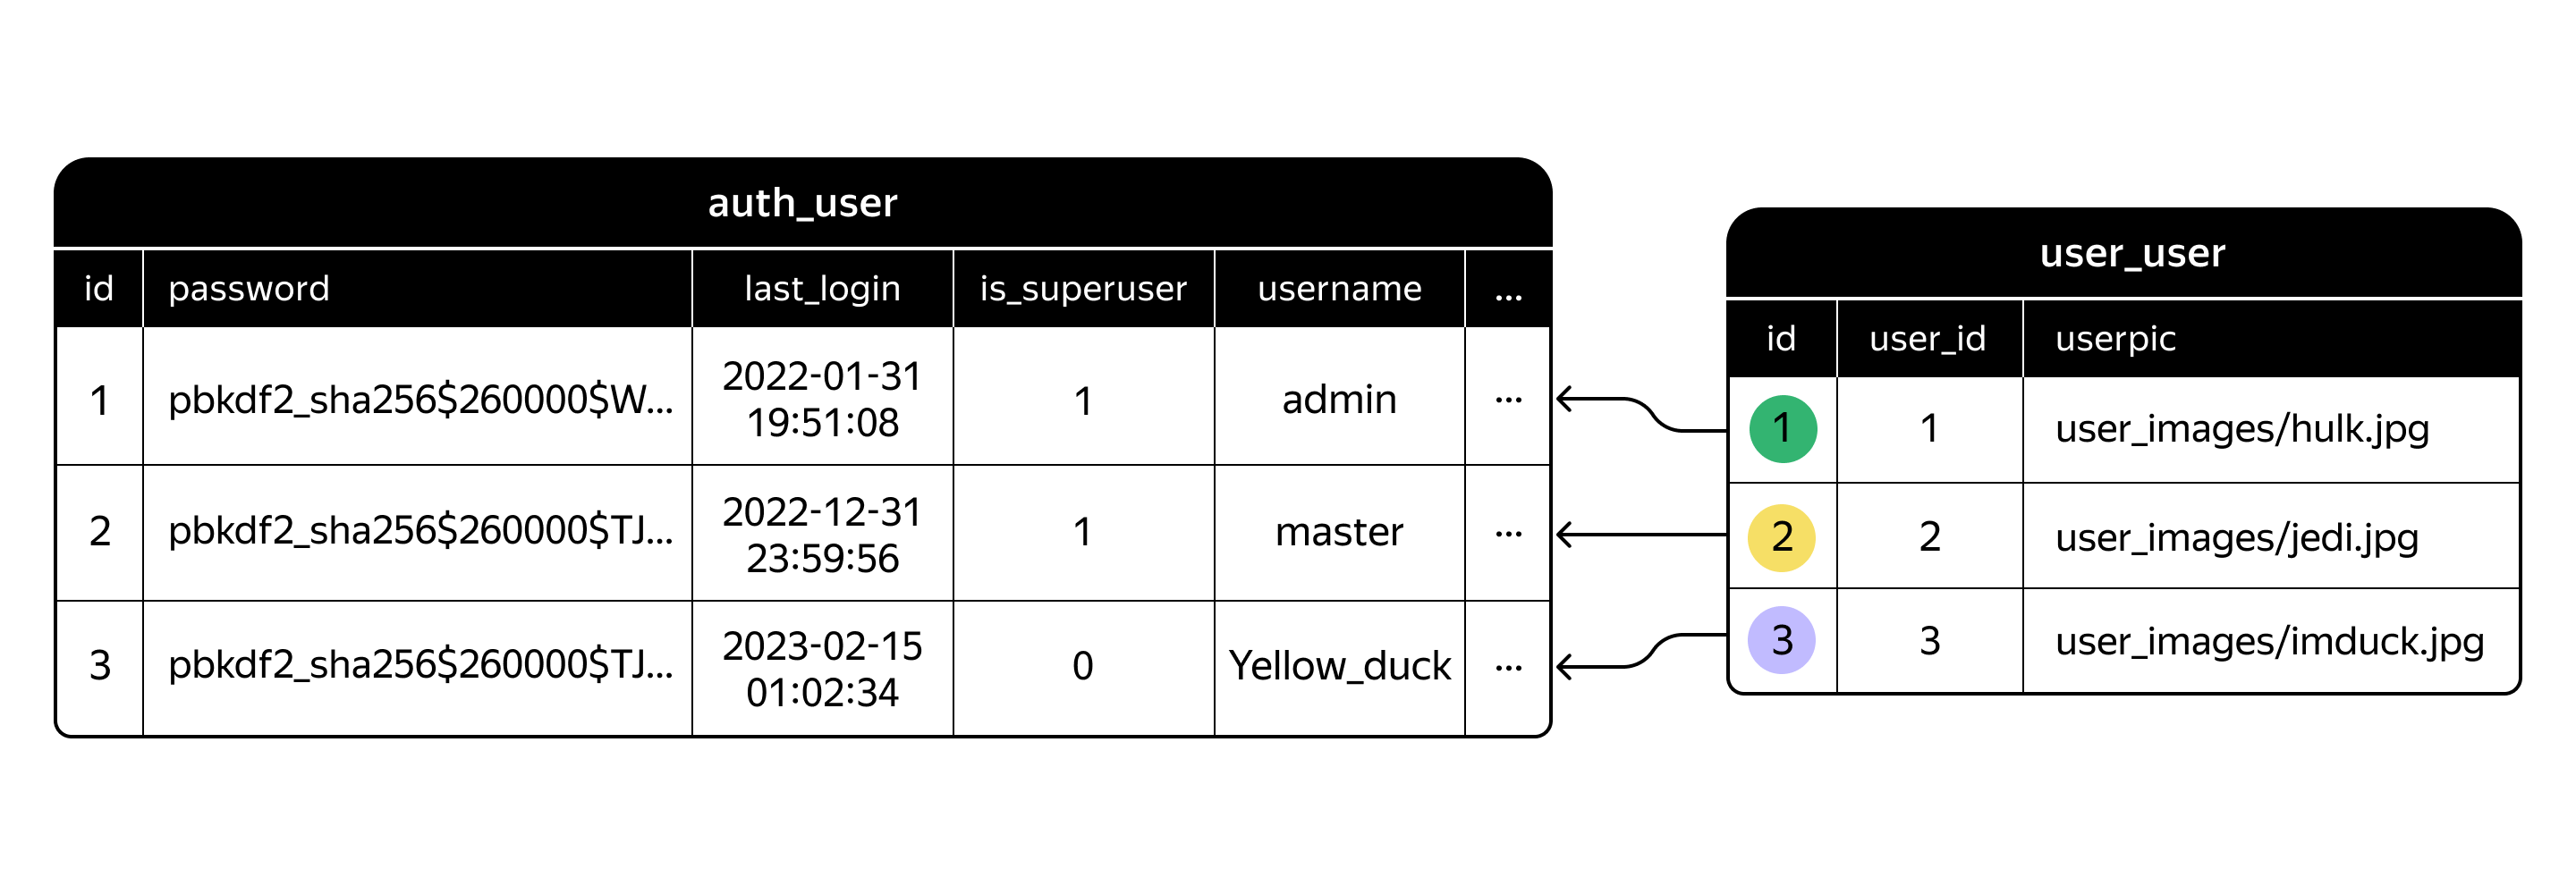 auth_user
id password last_login is_superuser username ...
1 pbkdf2_sha256$260000$W... 2022-01-31 19:51:08 1 admin ...
2 pbkdf2_sha256$260000$TJ... 2022-12-31 23:59:56 1 master ...
3 pbkdf2_sha256$260000$TJ... 2023-02-15 01:02:34 0 Yellow_duck ...
user_user
id user_id userpic
1 1 user_images/hulk.jpg
2 2 user_images/jedi.jpg
3 3 user_images/imduck.jpg